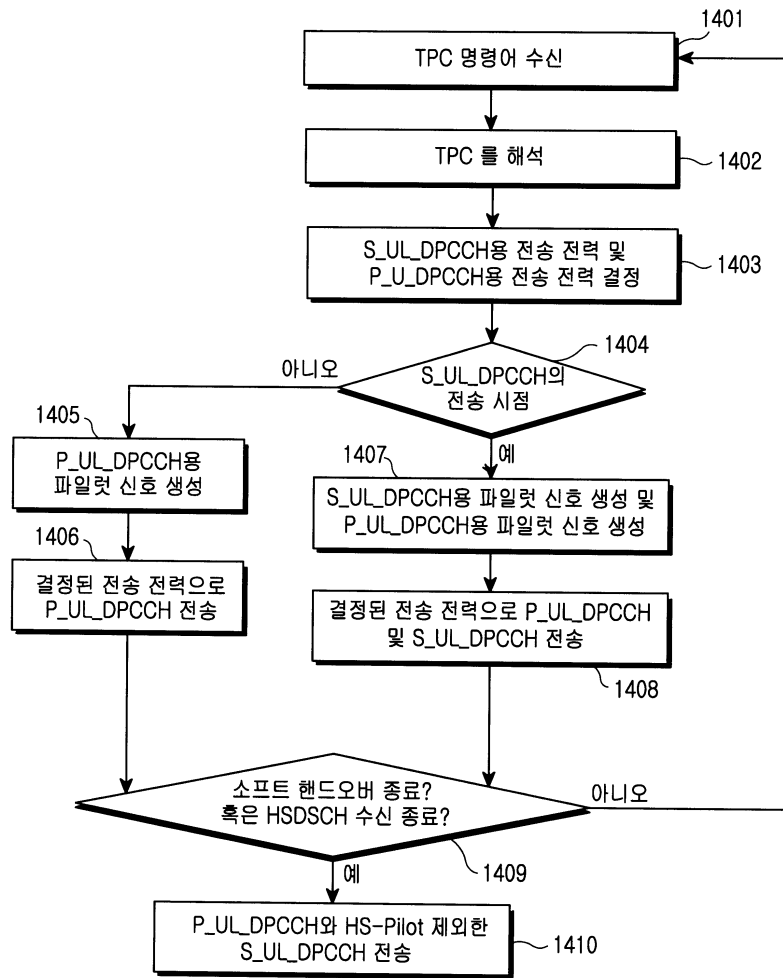 1401
TPC 명령어 수신
TPC 를 해석
1402
S_UL_DPCCH용 전송 전력 및
P_U_DPCCH용 전송 전력 결정
1403
1404
아니오
S_UL_DPCCH의
전송 시점
1405
예
P_UL_DPCCH용
파일럿 신호 생성
1407
S_UL_DPCCH용 파일럿 신호 생성 및
P_UL_DPCCH용 파일럿 신호 생성
1406
결정된 전송 전력으로
P_UL_DPCCH 전송
결정된 전송 전력으로 P_UL_DPCCH
및 S_UL_DPCCH 전송
1408
소프트 핸드오버 종료?
혹은 HSDSCH 수신 종료?
아니오
1409
예
P_UL_DPCCH와 HS-Pilot 제외한
S_UL_DPCCH 전송
1410